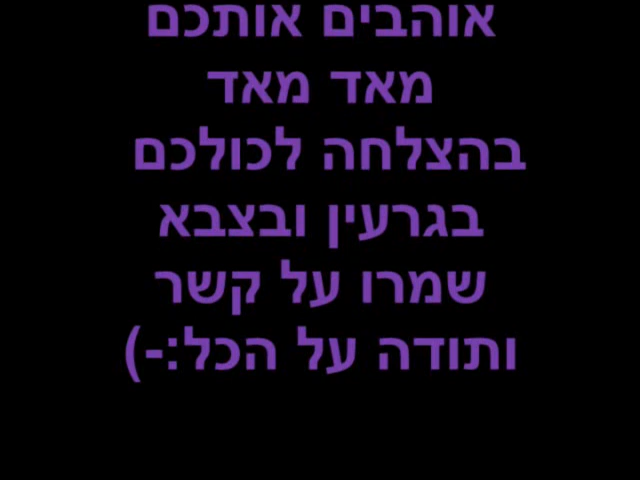 אוהבים אותכם
מאד מאד
בהצלחה לכולכם
בגרעין ובצבא
שמרו על קשר
ותודה על הכל:-)